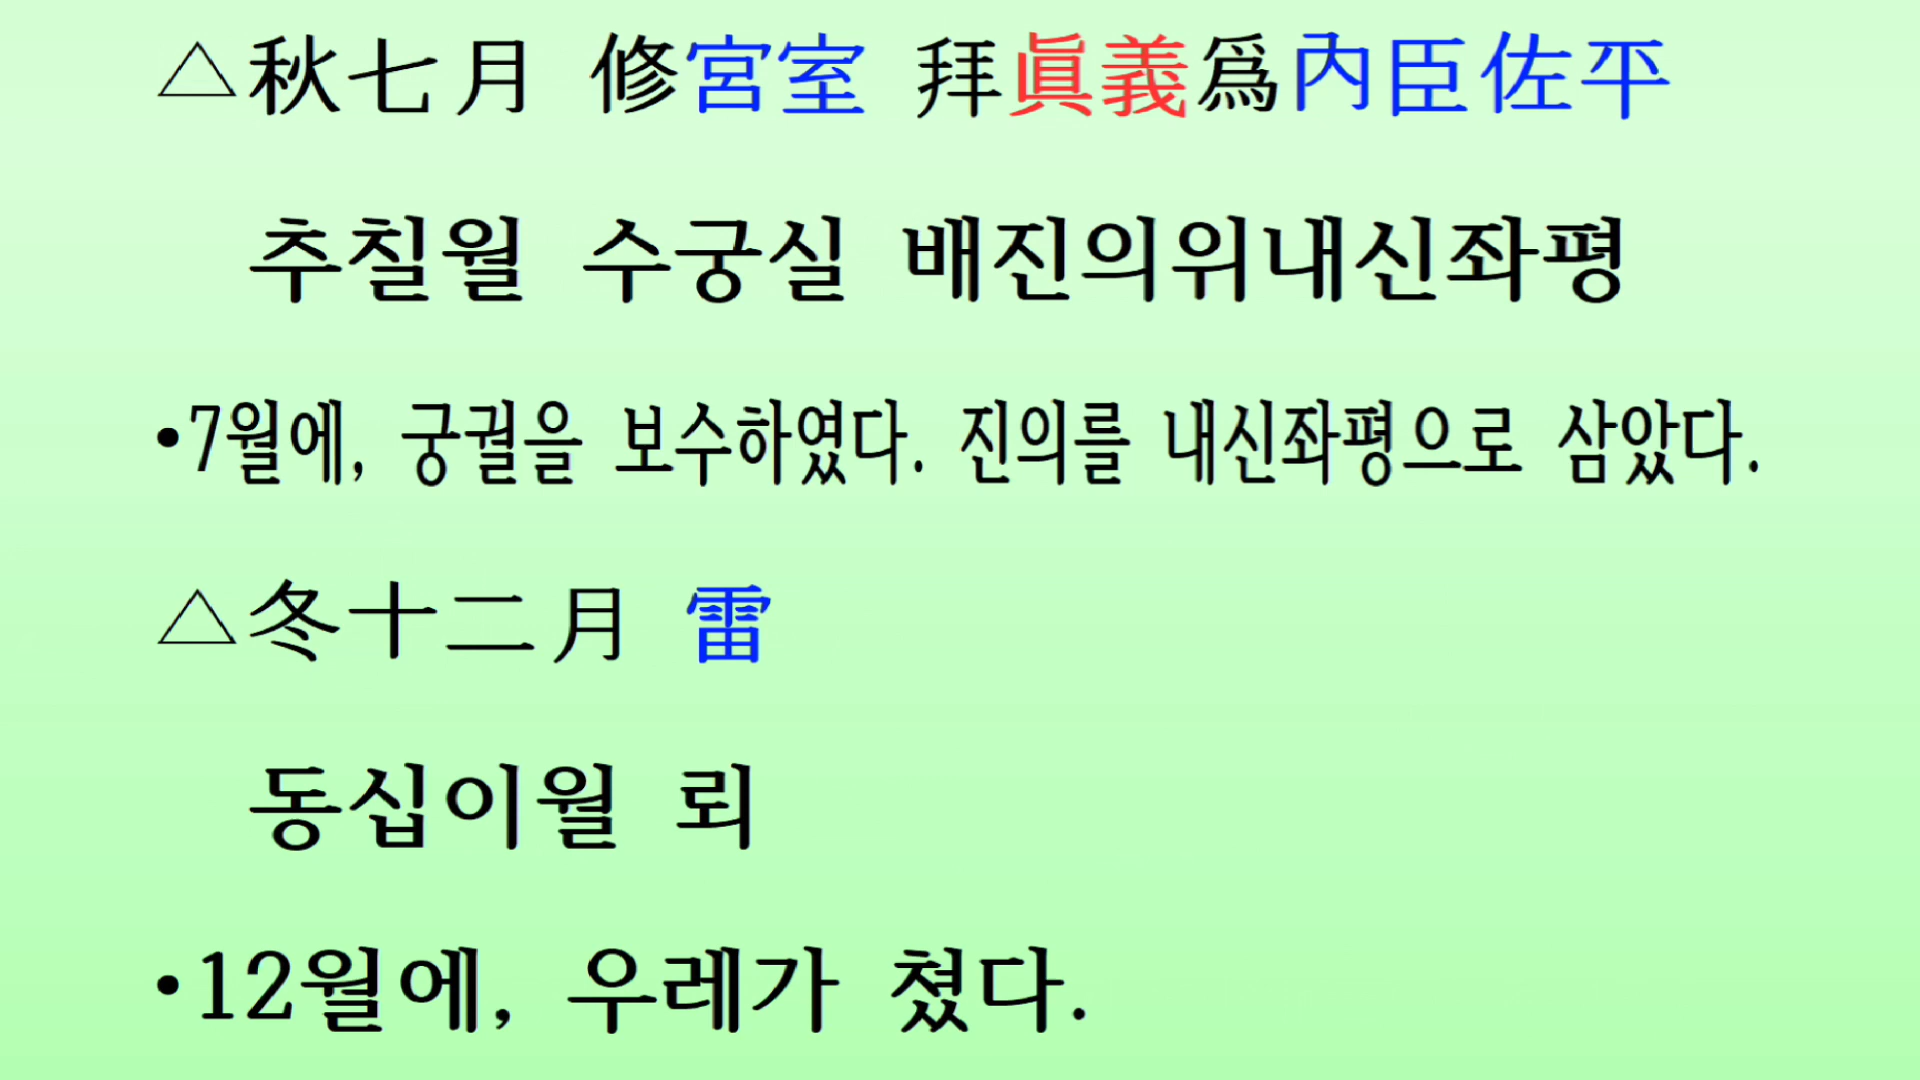 △秋七月 修宮室 拜眞義爲內臣佐平
추칠월 수궁실 배진의위내신좌평
•7월에, 궁궐을 보수하였다. 진의를 내신좌평으로 삼았다.
△冬十二月 雷
동십이월 뢰
•12월에, 우레가 쳤다.